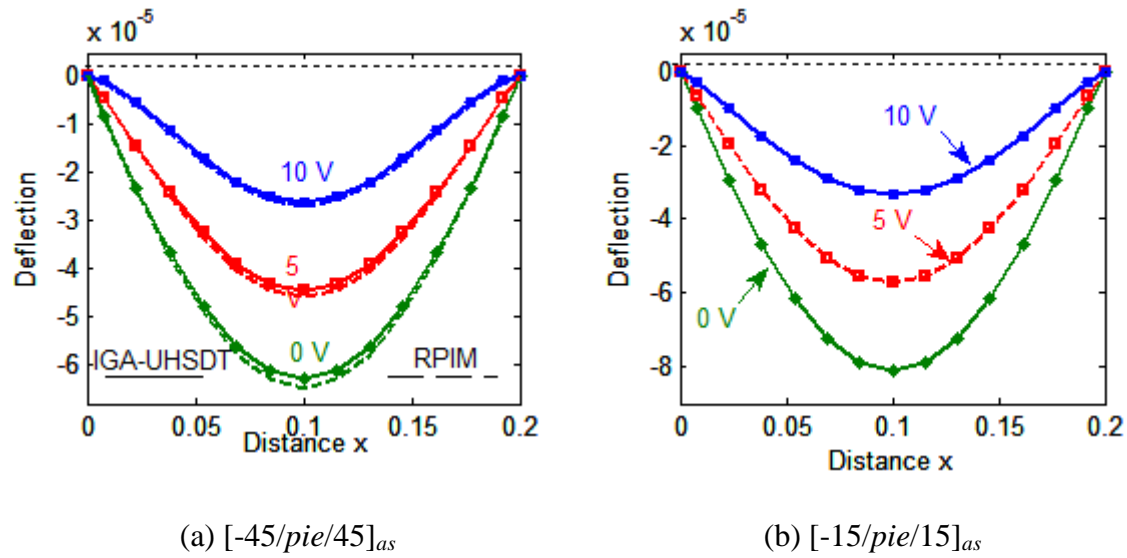 x 10^-5
0
-1
-2
-3
-4
-5
-6
Deflection
10 V
5
V
0 V
IGA-UHSDT
RPIM
0
0.05
0.1
0.15
0.2
Distance x
(a) [-45/pie/45]as
x 10^-5
0
-2
-4
-6
-8
Deflection
10 V
5 V
0 V
0
0.05
0.1
0.15
0.2
Distance x
(b) [-15/pie/15]as